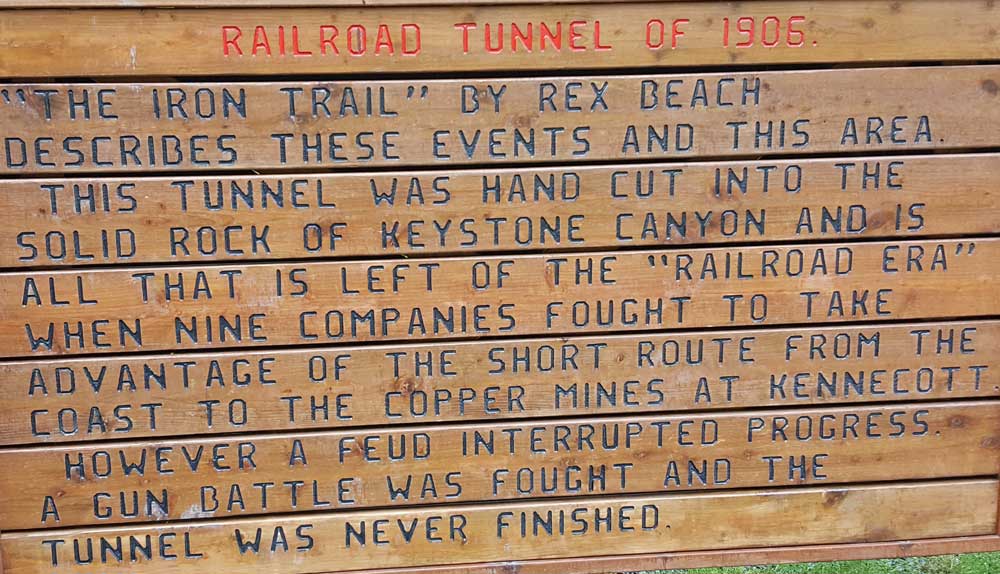 RAILROAD TUNNEL OF 1906.
"THE IRON TRAIL" BY REX BEACH
DESCRIBES THESE EVENTS AND THIS AREA.
THIS TUNNEL WAS HAND CUT INTO THE
SOLID ROCK OF KEYSTONE CANYON AND IS
ALL THAT IS LEFT OF THE "RAILROAD ERA"
WHEN NINE COMPANIES FOUGHT TO TAKE
ADVANTAGE OF THE SHORT ROUTE FROM THE
COAST TO THE COPPER MINES AT KENNECOTT.
HOWEVER A FEUD INTERRUPTED PROGRESS.
A GUN BATTLE WAS FOUGHT AND THE
TUNNEL WAS NEVER FINISHED.